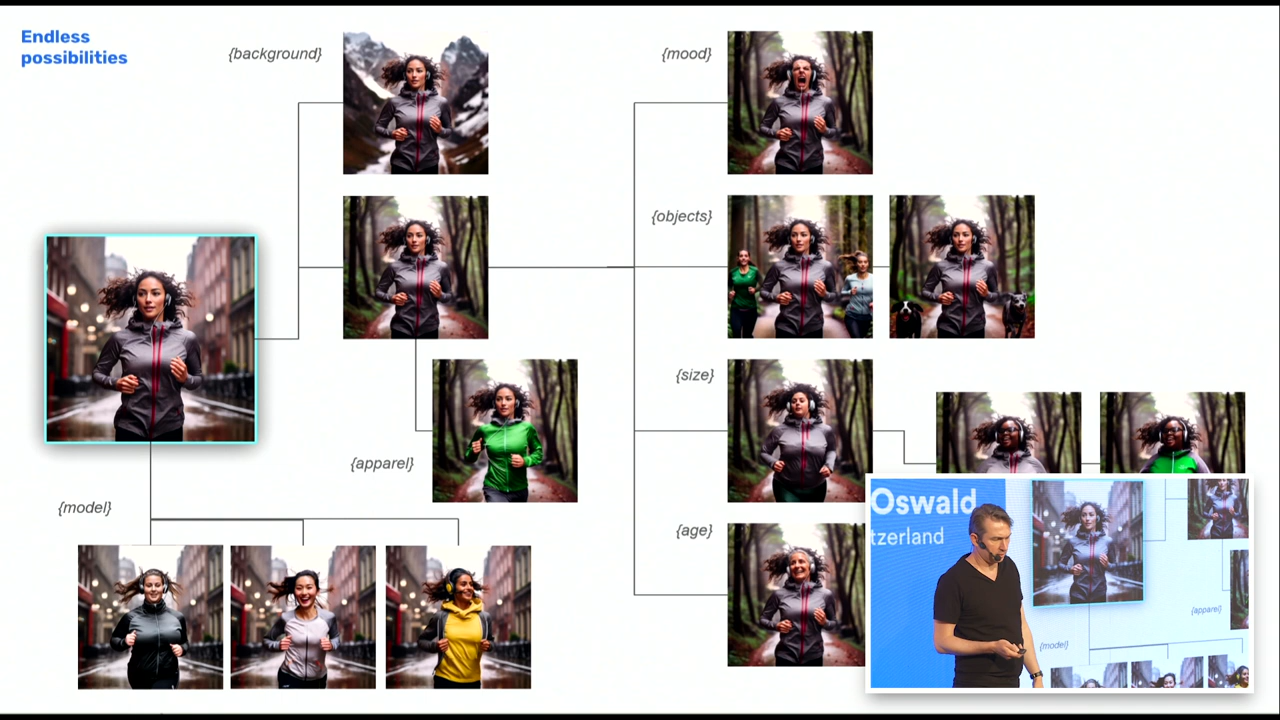 Endless
possibilities
{background}
{mood}
{objects}
{size}
{apparel}
{model}
{age}
Oswald
tzerland
{apparel}
{model}